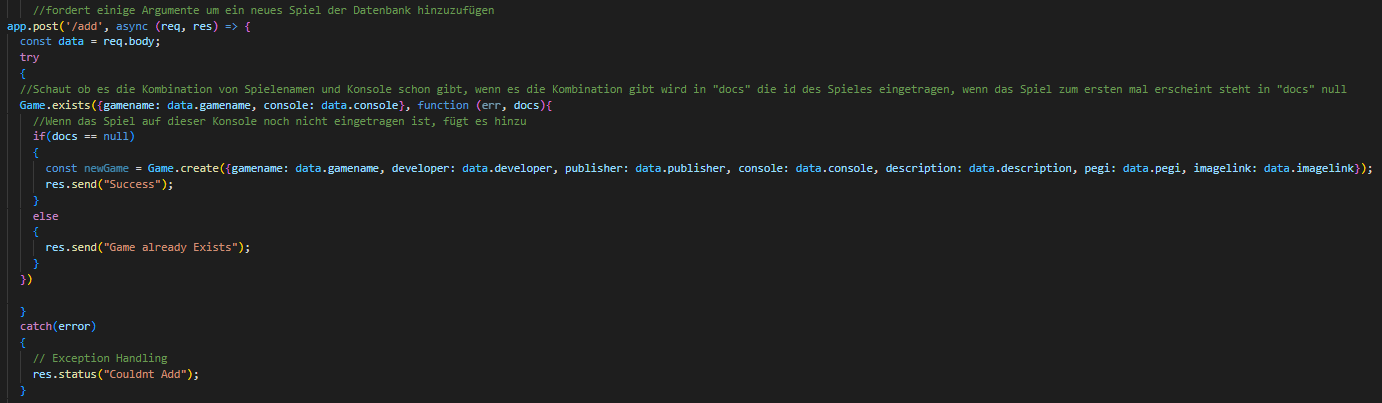 //fordert einige Argumente um ein neues Spiel der Datenbank hinzuzufügen
app.post('/add', async (req, res) => {
const data = req.body;
try
{
//Schaut ob es die Kombination von Spielenamen und Konsole schon gibt, wenn es die Kombination gibt wird in "docs" die id des Spieles eingetragen, wenn das Spiel zum ersten mal erscheint steht in "docs" null
Game.exists({gamename: data.gamename, console: data.console}, function (err, docs){
//Wenn das Spiel auf dieser Konsole noch nicht eingetragen ist, fügt es hinzu
if(docs == null)
{
const newGame = Game.create({gamename: data.gamename, developer: data.developer, publisher: data.publisher, console: data.console, description: data.description, pegi: data.pegi, imagelink: data.imagelink});
res.send("Success");
}
else
{
res.send("Game already Exists");
}
})
}
catch(error)
{
// Exception Handling
res.status("Couldnt Add");
}